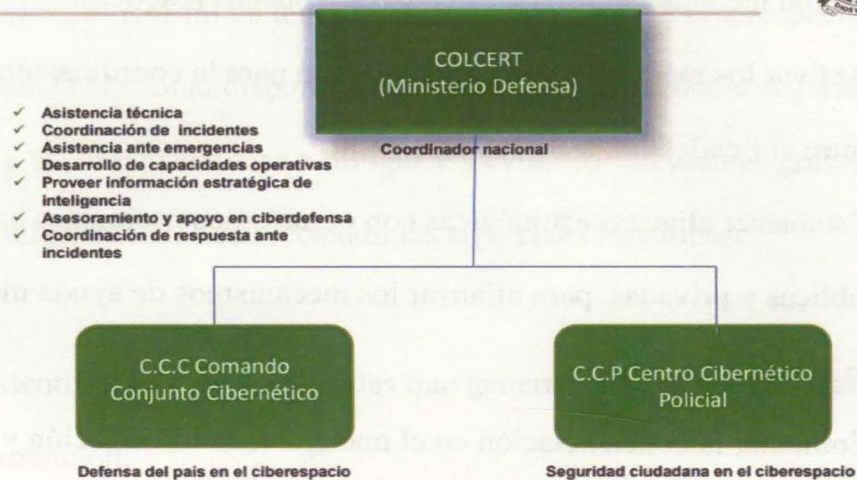 COLCERT
(Ministerio Defensa)
Coordinador nacional
✓ Asistencia técnica
✓ Coordinación de incidentes
✓ Asistencia ante emergencias
✓ Desarrollo de capacidades operativas
✓ Proveer información estratégica de
inteligencia
✓ Asesoramiento y apoyo en ciberdefensa
✓ Coordinación de respuesta ante
incidentes
C.C.C Comando
Conjunto Cibernético
Defensa del país en el ciberespacio
C.C.P Centro Cibernético
Policial
Seguridad ciudadana en el ciberespacio